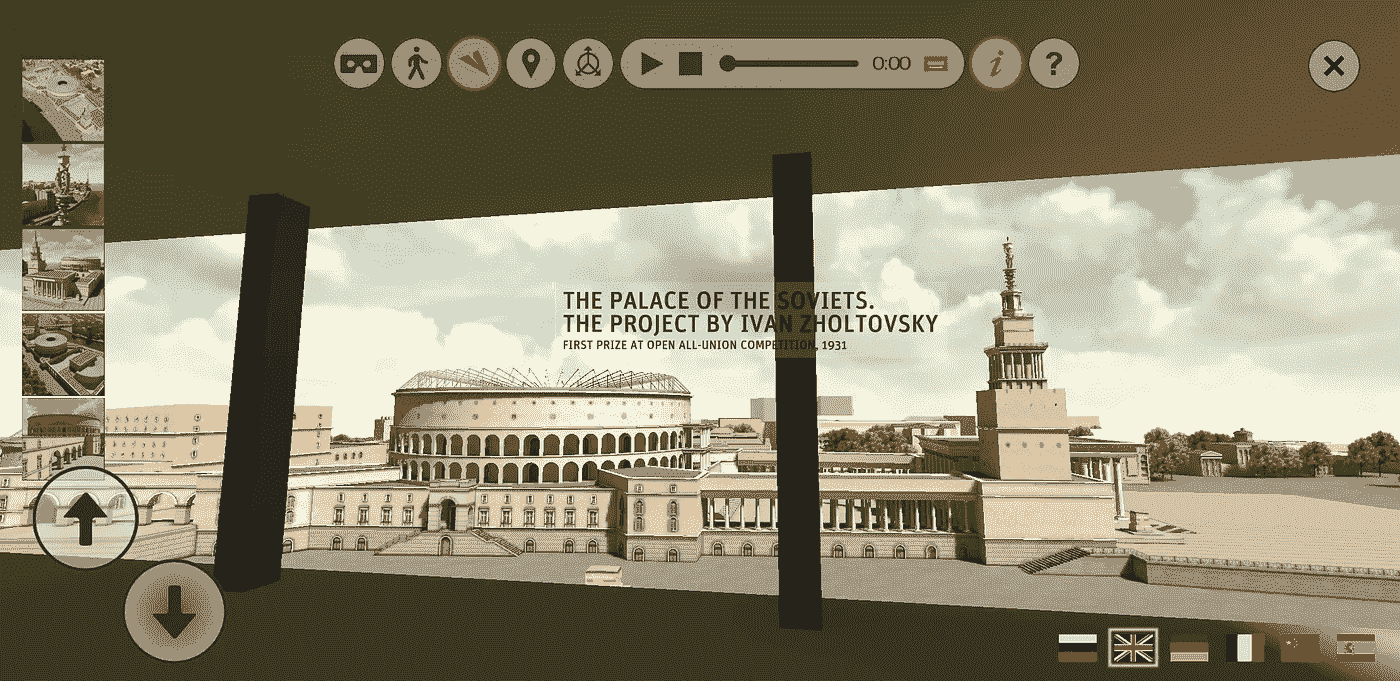 0:00
i
?
THE PALACE OF THE SOVIETS.
THE PROJECT BY IVAN ZHOLTOVSKY
FIRST PRIZE AT OPEN ALL-UNION COMPETITION, 1931